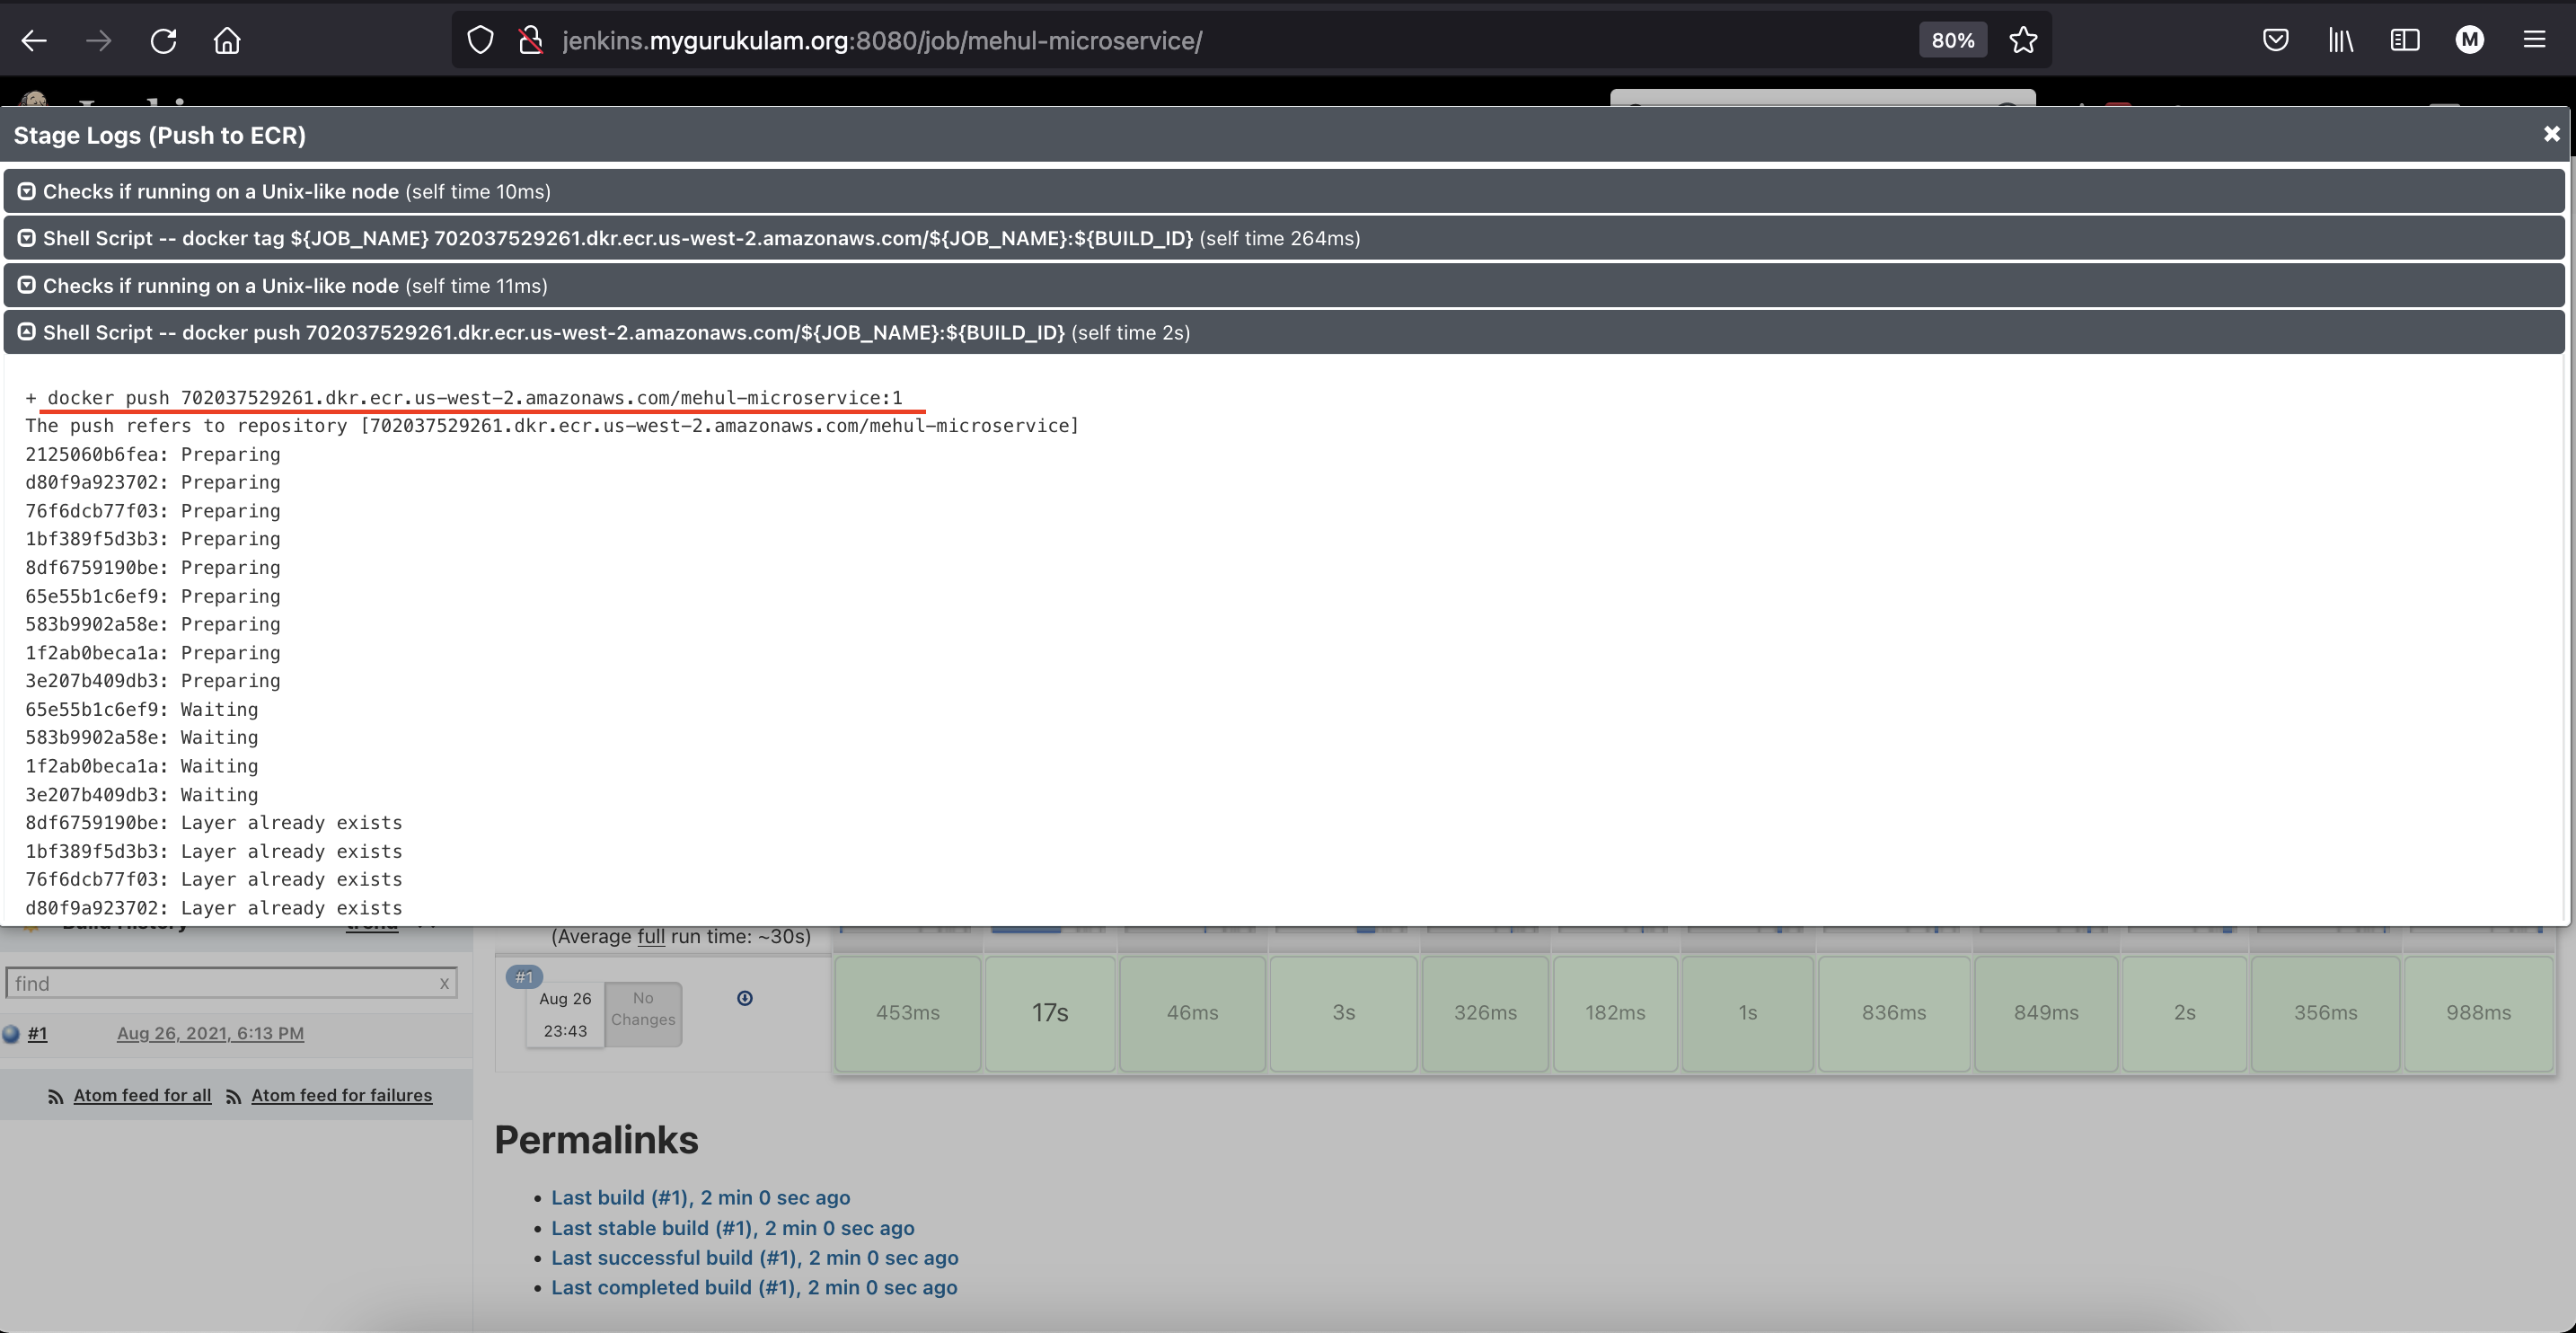 jenkins.mygurukulam.org:8080/job/mehul-microservice/
80%
M
Stage Logs (Push to ECR)
Checks if running on a Unix-like node (self time 10ms)
Shell Script -- docker tag ${JOB_NAME} 702037529261.dkr.ecr.us-west-2.amazonaws.com/${JOB_NAME}:${BUILD_ID} (self time 264ms)
Checks if running on a Unix-like node (self time 11ms)
Shell Script -- docker push 702037529261.dkr.ecr.us-west-2.amazonaws.com/${JOB_NAME}:${BUILD_ID} (self time 2s)
+ docker push 702037529261.dkr.ecr.us-west-2.amazonaws.com/mehul-microservice:1
The push refers to repository [702037529261.dkr.ecr.us-west-2.amazonaws.com/mehul-microservice]
2125060b6fea: Preparing
d80f9a923702: Preparing
76f6dcb77f03: Preparing
1bf389f5d3b3: Preparing
8df6759190be: Preparing
65e55b1c6ef9: Preparing
583b9902a58e: Preparing
1f2ab0beca1a: Preparing
3e207b409db3: Preparing
65e55b1c6ef9: Waiting
583b9902a58e: Waiting
1f2ab0beca1a: Waiting
3e207b409db3: Waiting
8df6759190be: Layer already exists
1bf389f5d3b3: Layer already exists
76f6dcb77f03: Layer already exists
d80f9a923702: Layer already exists
(Average full run time: ~30s)
find x
#1 Aug 26, 2021, 6:13 PM
Atom feed for all Atom feed for failures
#1
Aug 26
23:43
No
Changes
453ms 17s 46ms 3s 326ms 182ms 1s 836ms 849ms 2s 356ms 988ms
Permalinks
Last build (#1), 2 min 0 sec ago
Last stable build (#1), 2 min 0 sec ago
Last successful build (#1), 2 min 0 sec ago
Last completed build (#1), 2 min 0 sec ago